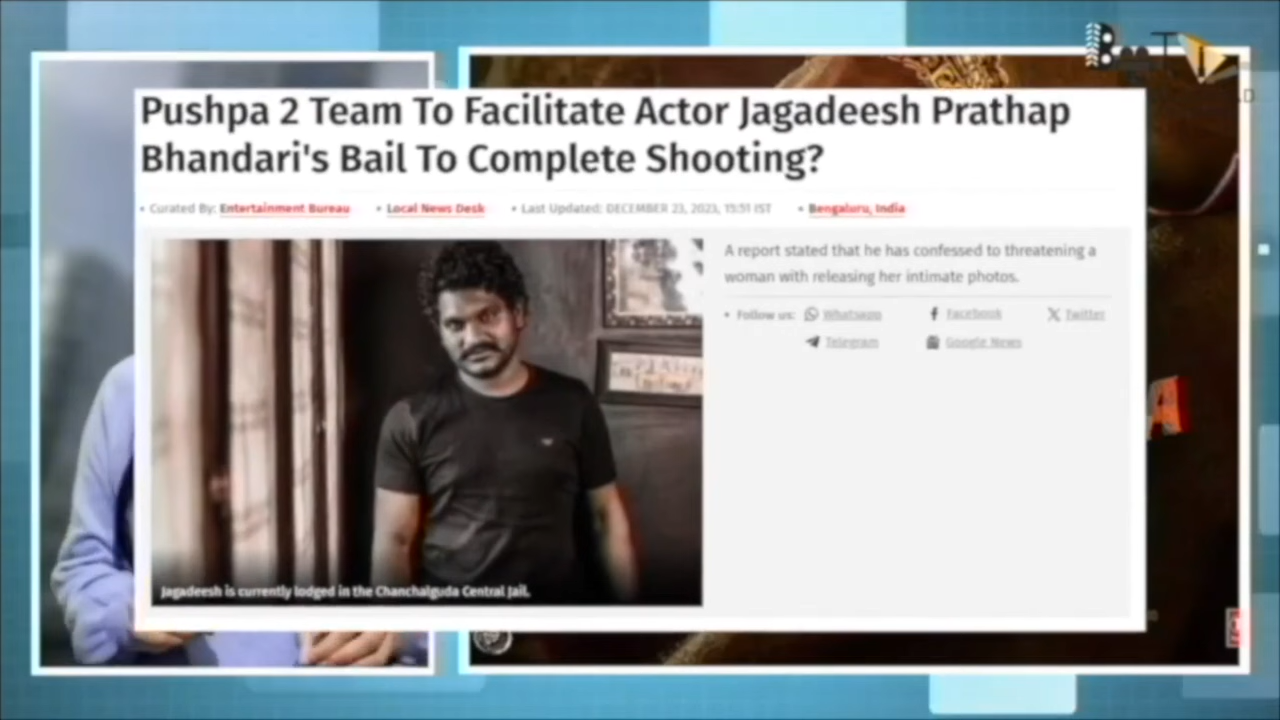 Pushpa 2 Team To Facilitate Actor Jagadeesh Prathap
Bhandari's Bail To Complete Shooting?
• Curated By: Entertainment Bureau • Local News Desk • Last Updated: DECEMBER 23, 2023, 15:51 IST • Bengaluru, India
A report stated that he has confessed to threatening a
woman with releasing her intimate photos.
• Follow us: Whatsapp Facebook Twitter
Telegram Google News
Jagadeesh is currently lodged in the Chanchalguda Central Jail.
A